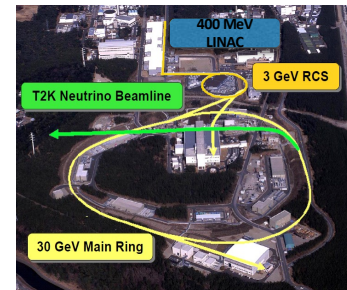 400 MeV
LINAC
3 GeV RCS
T2K Neutrino Beamline
30 GeV Main Ring